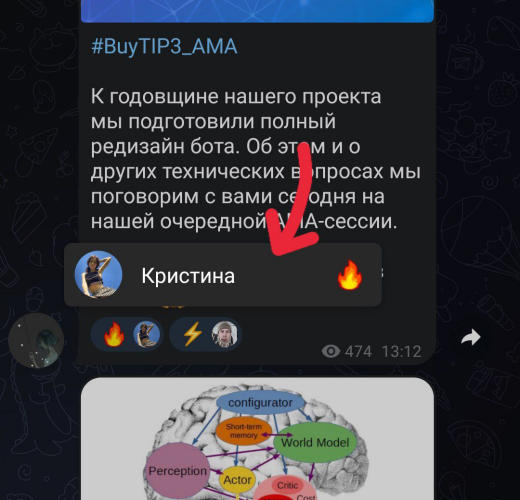 #BuyTIP3_AMA
К годовщине нашего проекта
мы подготовили полный
редизайн бота. Об этом и о
других технических вопросах мы
поговорим с вами сегодня на
нашей очередной АМА-сессии.
Кристина
474 13:12
configurator
Short-term
memory
World Model
Perception
Actor
Critic
Cost